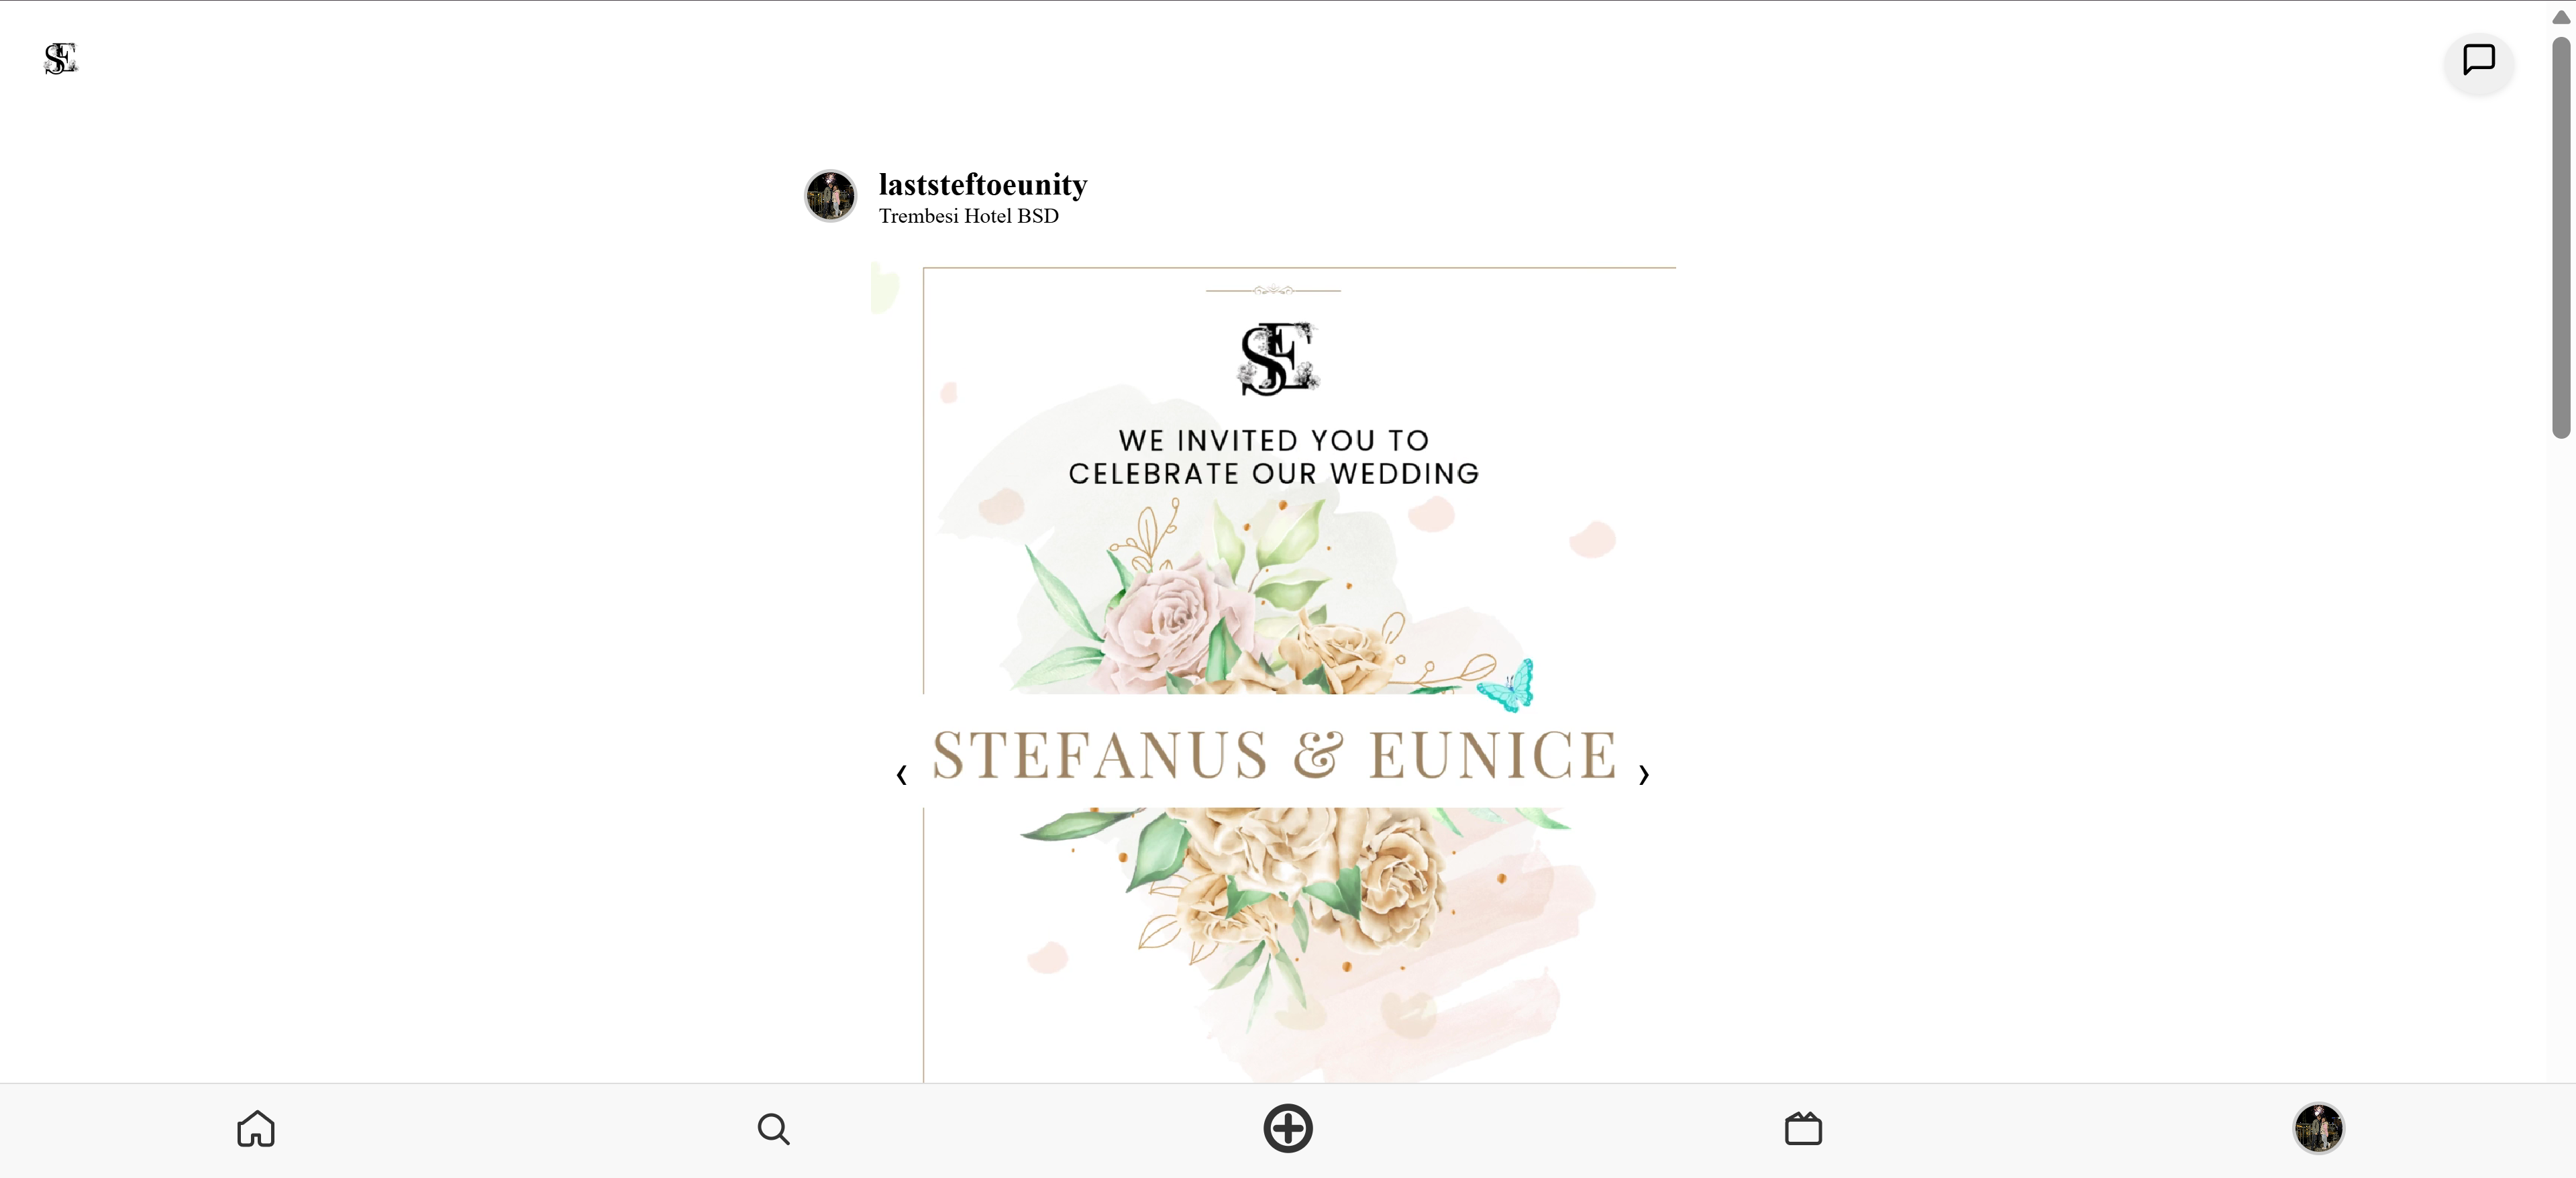 SE
laststeftoeunity
Trembesi Hotel BSD
SE
WE INVITED YOU TO
CELEBRATE OUR WEDDING
STEFANUS & EUNICE